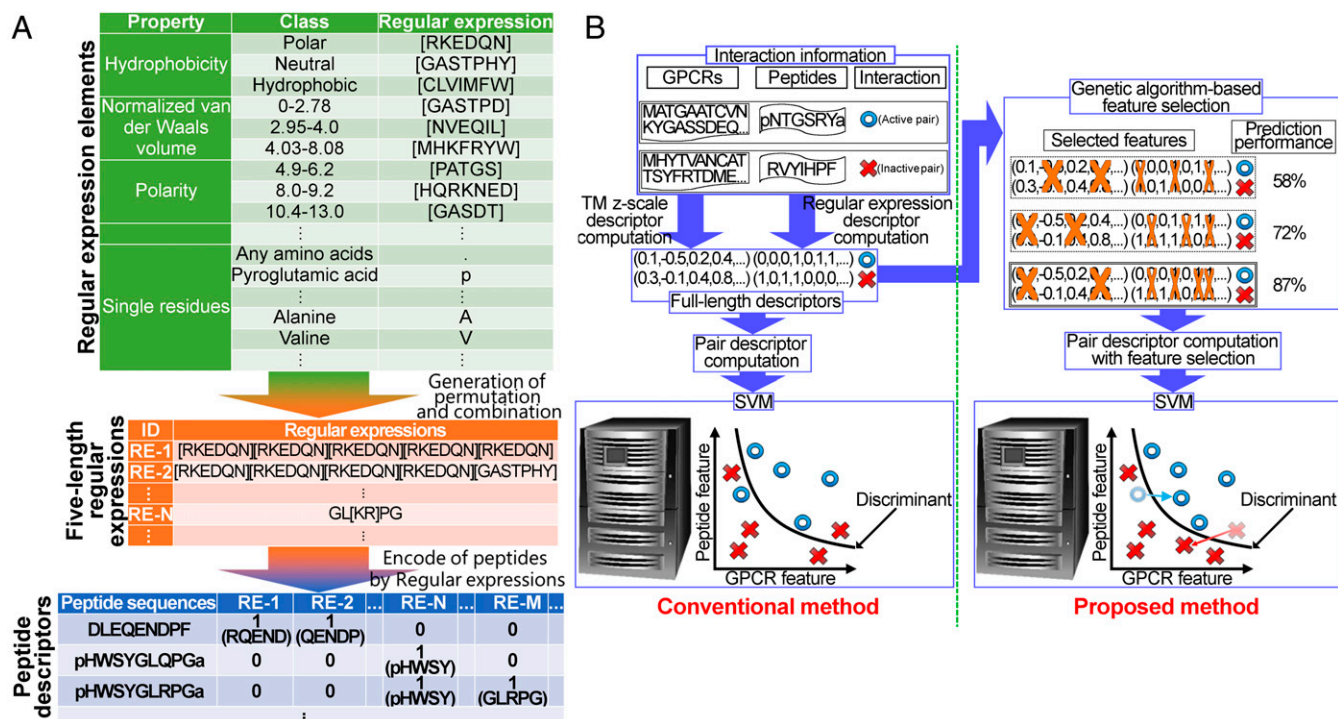 A
Property Class Regular expression
Regular expression elements
Hydrophobicity
Polar [RKEDQN]
Neutral [GASTPHY]
Hydrophobic [CLVIMFW]
Normalized van
der Waals
volume
0-2.78 [GASTPD]
2.95-4.0 [NVEQIL]
4.03-8.08 [MHKFRYW]
Polarity
4.9-6.2 [PATGS]
8.0-9.2 [HQRKNED]
10.4-13.0 [GASDT]
⋮ ⋮ ⋮
Single residues
Any amino acids .
Pyroglutamic acid p
⋮ ⋮
Alanine A
Valine V
⋮ ⋮
Generation of
permutation
and combination
Five-length
regular
expressions
ID Regular expressions
RE-1 [RKEDQN][RKEDQN][RKEDQN][RKEDQN][RKEDQN]
RE-2 [RKEDQN][RKEDQN][RKEDQN][RKEDQN][GASTPHY]
⋮ ⋮
RE-N GL[KR]PG
⋮ ⋮
Encode of peptides
by Regular expressions
Peptide
descriptors
Peptide sequences RE-1 RE-2 ... RE-N ... RE-M ...
DLEQENDPF 1 1 0 0
(RQEND) (QENDP)
pHWSYGLQPGa 0 0 1 0
(pHWSY)
pHWSYGLRPGa 0 0 1 1
(pHWSY) (GLRPG)
⋮
B
Interaction information
GPCRs Peptides Interaction
MATGAATCVN
KYGASSDEQ...
pNTGSRYa
(Active pair)
MHYTVANCAT
TSYFRTDME...
RVYIHPF
(Inactive pair)
TM z-scale
descriptor
computation
Regular expression
descriptor
computation
(0.1,-0.5,0.2,0.4,...) (0,0,0,1,0,1,1,...)
(0.3,-0.1,0.4,0.8,...) (1,0,1,1,0,0,0,...)
Full-length descriptors
Pair descriptor
computation
SVM
Peptide feature
GPCR feature
Discriminant
Conventional method
Genetic algorithm-based
feature selection
Selected features
Prediction
performance
58%
72%
87%
Pair descriptor computation
with feature selection
SVM
Peptide feature
GPCR feature
Discriminant
Proposed method